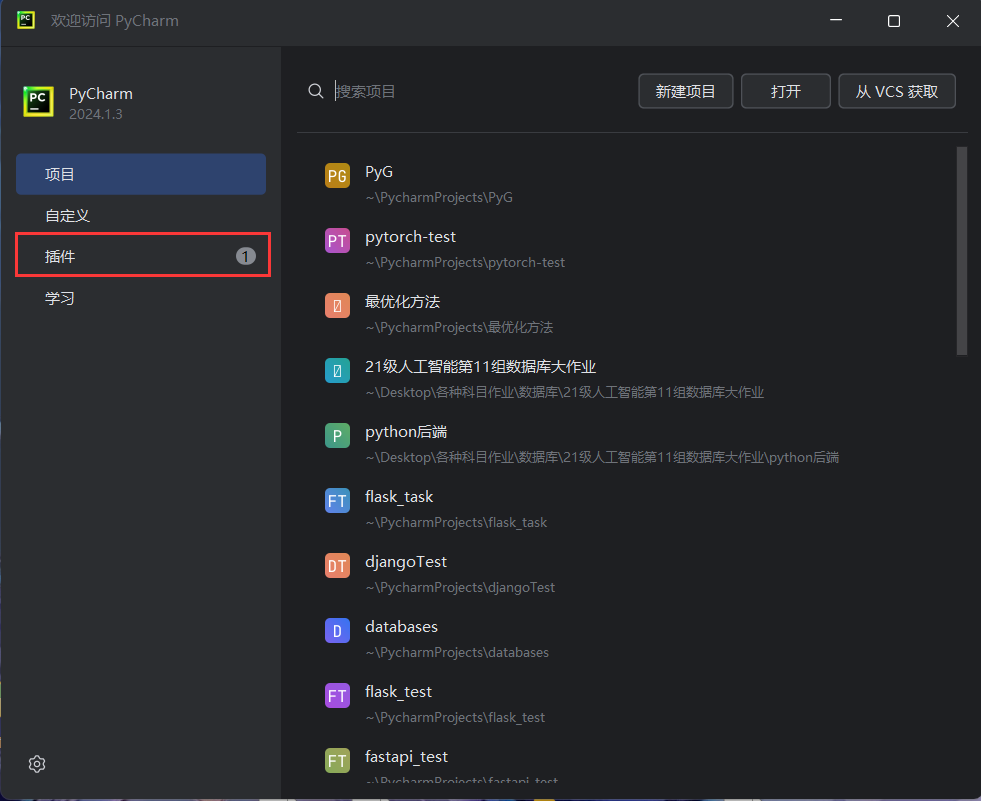 PC 欢迎访问 PyCharm
PC PyCharm
2024.1.3
项目
自定义
插件 1
学习
搜索项目 新建项目 打开 从 VCS 获取
PG PyG
~\PycharmProjects\PyG
PT pytorch-test
~\PycharmProjects\pytorch-test
最优化方法
~\PycharmProjects\最优化方法
21级人工智能第11组数据库大作业
~\Desktop\各种科目作业\数据库\21级人工智能第11组数据库大作业
P python后端
~\Desktop\各种科目作业\数据库\21级人工智能第11组数据库大作业\python后端
FT flask_task
~\PycharmProjects\flask_task
DT djangoTest
~\PycharmProjects\djangoTest
D databases
~\PycharmProjects\databases
FT flask_test
~\PycharmProjects\flask_test
FT fastapi_test
~\PycharmProjects\fastapi_test